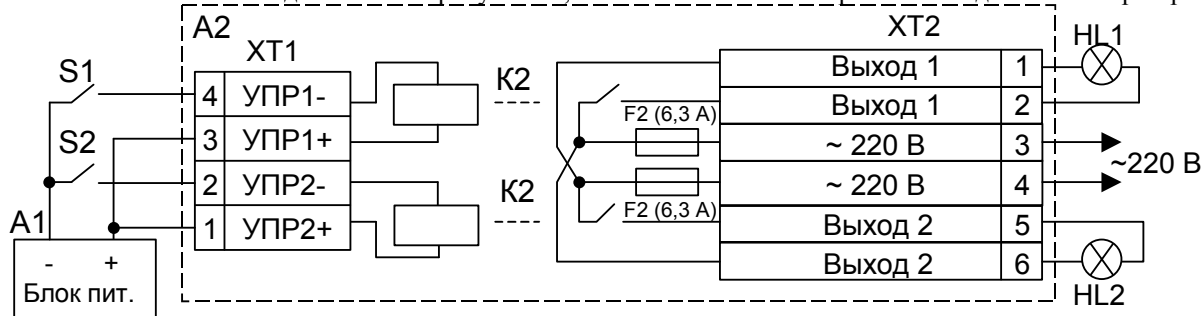 A2
XT1
XT2
HL1
S1
K2
4 УПР1-
3 УПР1+
2 УПР2-
1 УПР2+
S2
K2
F2 (6,3 А)
F2 (6,3 А)
Выход 1 1
Выход 1 2
~ 220 В 3
~ 220 В 4
Выход 2 5
Выход 2 6
~220 В
A1
- +
Блок пит.
HL2